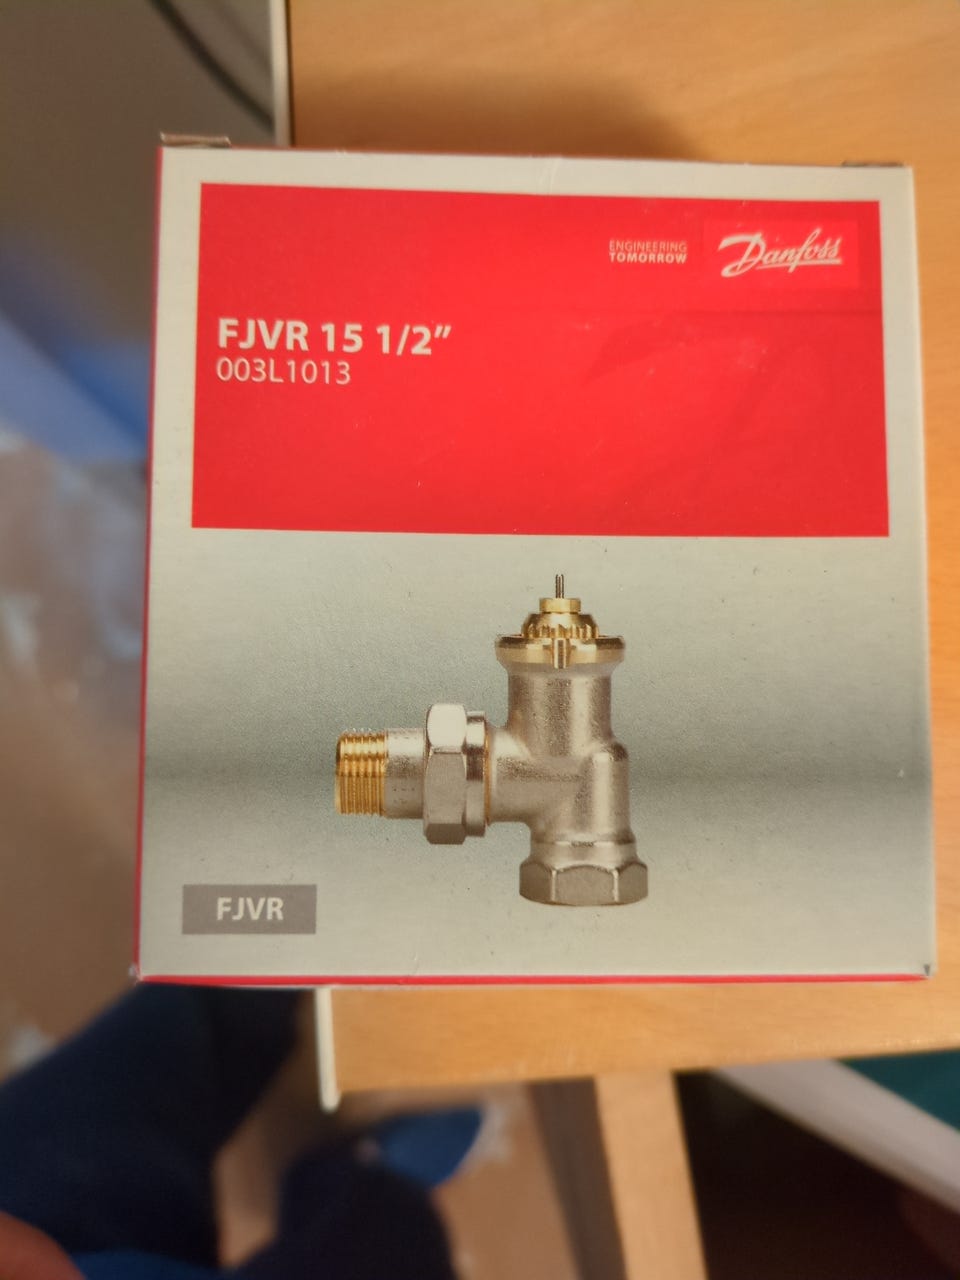 ENGINEERING
TOMORROW
Danfoss
FJVR 15 1/2”
003L1013
FJVR